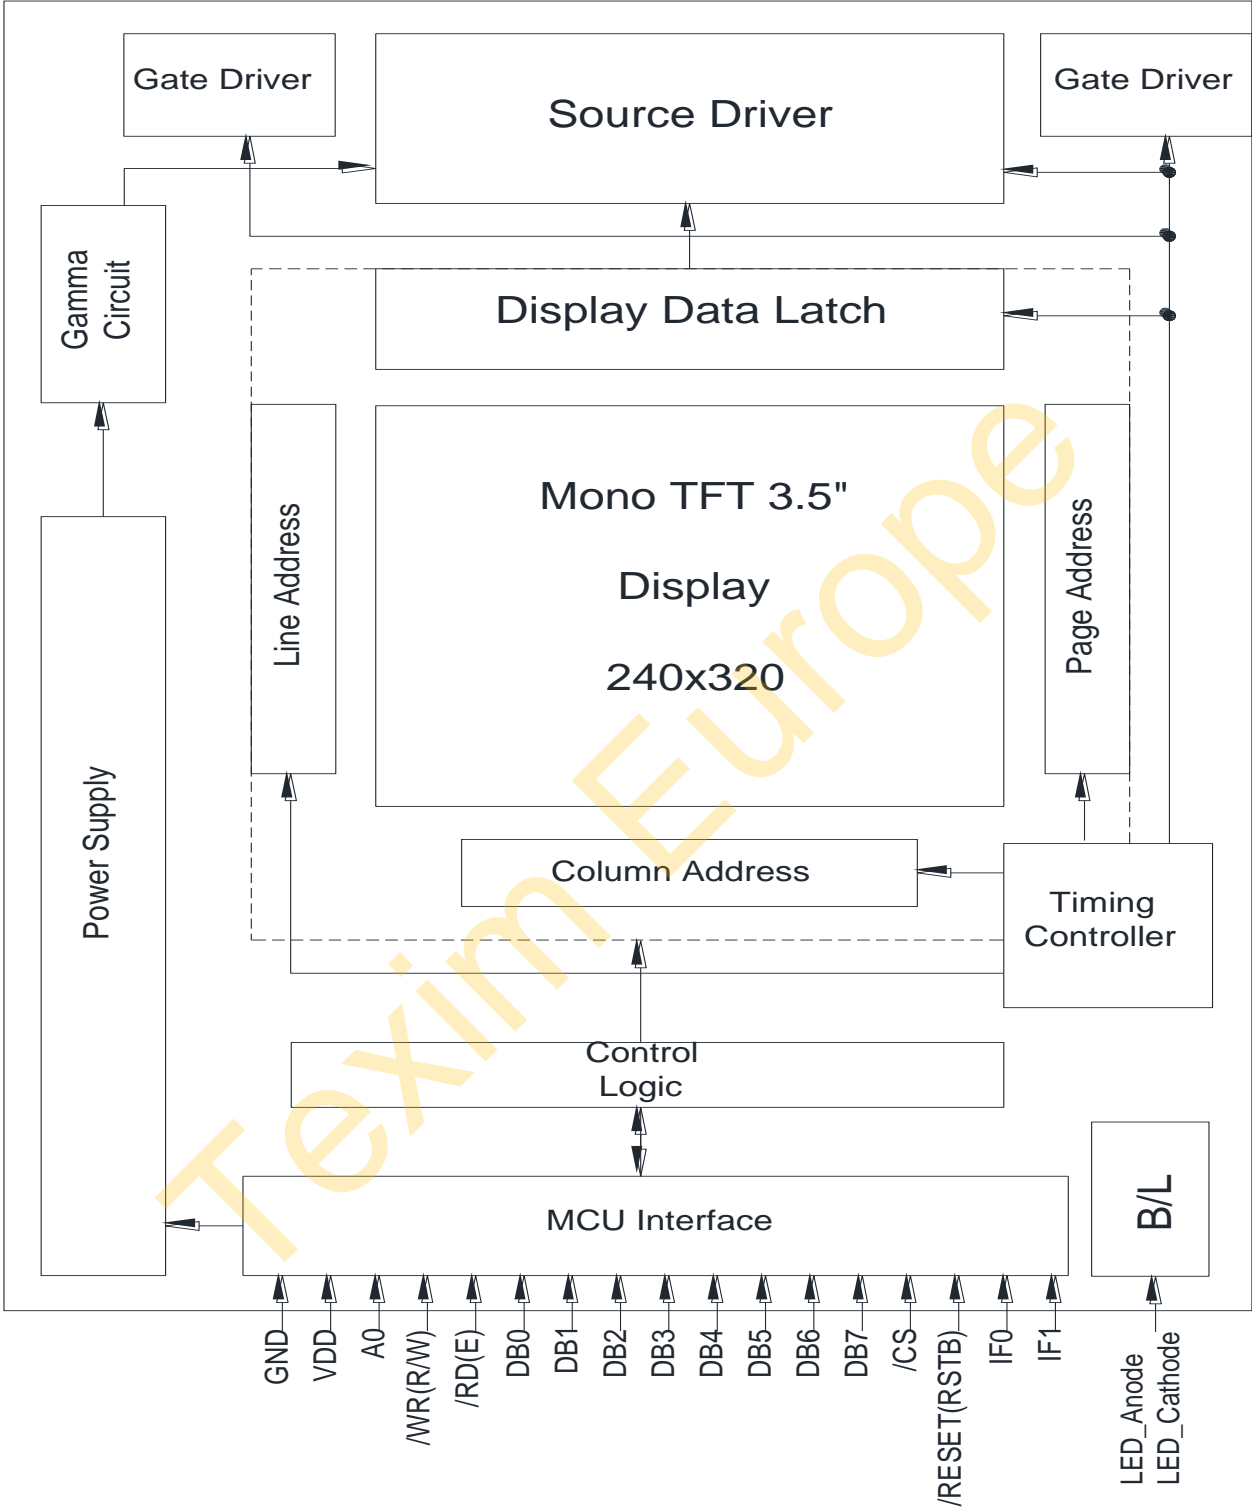 Gate Driver
Source Driver
Gate Driver
Gamma
Circuit
Display Data Latch
Line Address
Mono TFT 3.5"
Display
240x320
Page Address
Power Supply
Column Address
Timing
Controller
Control
Logic
MCU Interface
B/L
GND
VDD
A0
/WR(R/W)
/RD(E)
DB0
DB1
DB2
DB3
DB4
DB5
DB6
DB7
/CS
/RESET(RSTB)
IF0
IF1
LED_Anode
LED_Cathode
Texim Europe